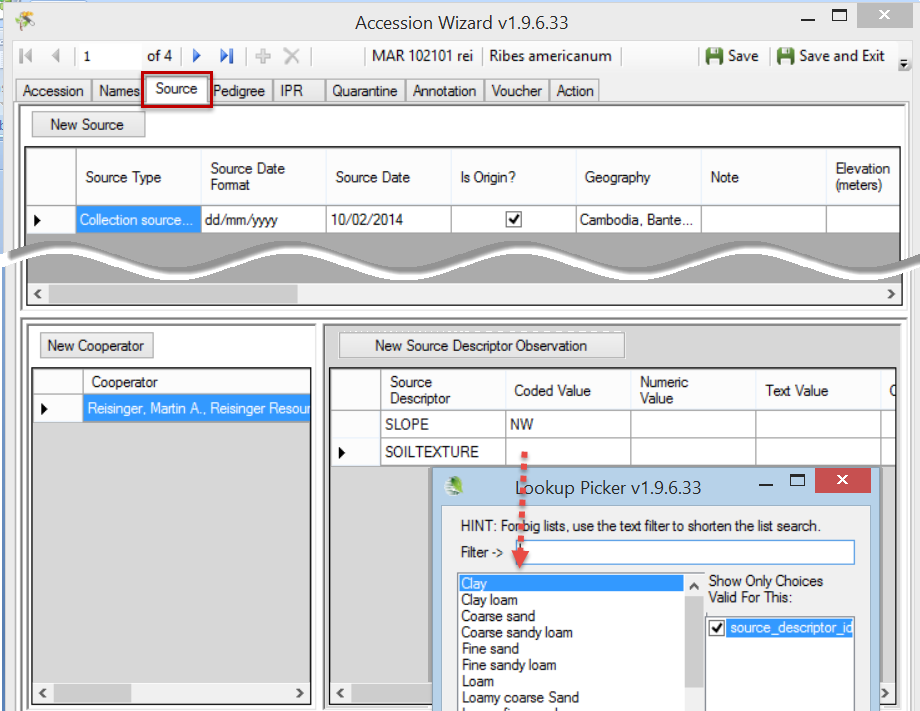 Accession Wizard v1.9.6.33
1 of 4 MAR 102101 rei Ribes americanum Save Save and Exit
Accession Names Source Pedigree IPR Quarantine Annotation Voucher Action
New Source
Source Type Source Date Format Source Date Is Origin? Geography Note Elevation (meters)
Collection source... dd/mm/yyyy 10/02/2014 Cambodia, Bante...
New Cooperator
Cooperator
Reisinger, Martin A., Reisinger Resour
New Source Descriptor Observation
Source Descriptor Coded Value Numeric Value Text Value
SLOPE NW
SOILTEXTURE
Lookup Picker v1.9.6.33
HINT: For big lists, use the text filter to shorten the list search.
Filter ->
Clay
Clay loam
Coarse sand
Coarse sandy loam
Fine sand
Fine sandy loam
Loam
Loamy coarse Sand
Show Only Choices
Valid For This:
source_descriptor_id